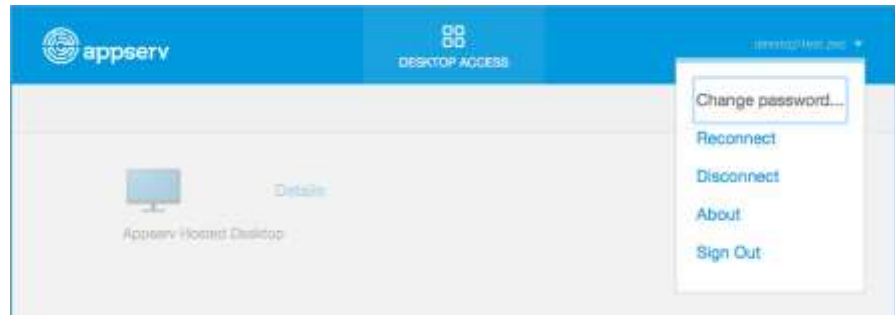 appserv
DESKTOP ACCESS
Change password...
Reconnect
Disconnect
About
Sign Out
Details
Appserv Hosted Desktop